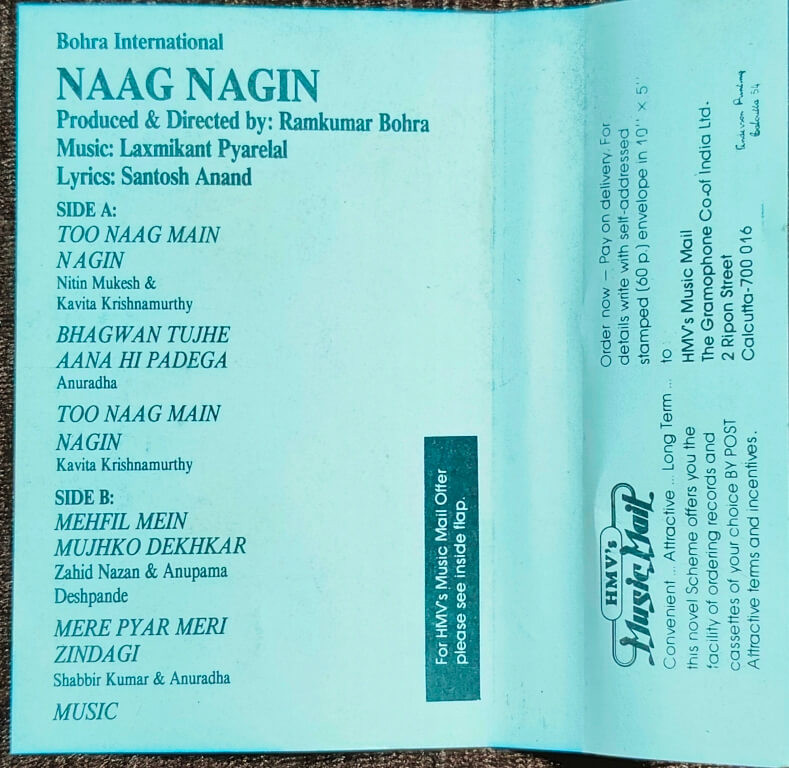 Bohra International
NAAG NAGIN
Produced & Directed by: Ramkumar Bohra
Music: Laxmikant Pyarelal
Lyrics: Santosh Anand
SIDE A:
TOO NAAG MAIN
NAGIN
Nitin Mukesh &
Kavita Krishnamurthy
BHAGWAN TUJHE
AANA HI PADEGA
Anuradha
TOO NAAG MAIN
NAGIN
Kavita Krishnamurthy
SIDE B:
MEHFIL MEIN
MUJHKO DEKHKAR
Zahid Nazan & Anupama
Deshpande
MERE PYAR MERI
ZINDAGI
Shabbir Kumar & Anuradha
MUSIC
For HMV's Music Mail Offer
please see inside flap.
HMV's
Music Mail
Convenient ... Attractive ... Long Term ...
this novel Scheme offers you the
facility of ordering records and
cassettes of your choice BY POST
Attractive terms and incentives.
Order now — Pay on delivery. For
details write with self-addressed
stamped (60 p.) envelope in 10" x 5"
to
HMV's Music Mail
The Gramophone Co-of India Ltd.
2 Ripon Street
Calcutta-700 016